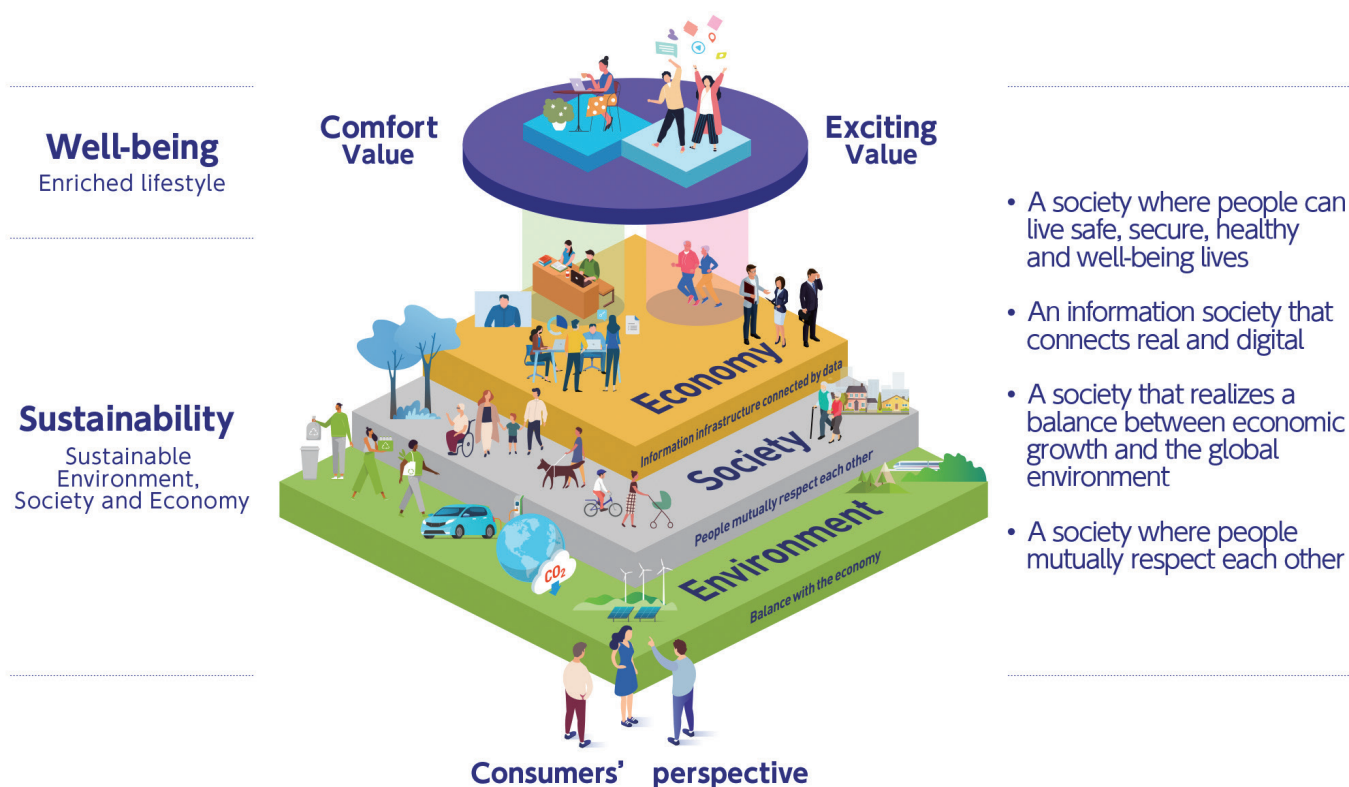 Well-being
Enriched lifestyle
Comfort
Value
Exciting
Value
Sustainability
Sustainable
Environment,
Society and Economy
Economy
Information infrastructure connected by data
Society
People mutually respect each other
Environment
Balance with the economy
CO2
• A society where people can
live safe, secure, healthy
and well-being lives
• An information society that
connects real and digital
• A society that realizes a
balance between economic
growth and the global
environment
• A society where people
mutually respect each other
Consumers' perspective